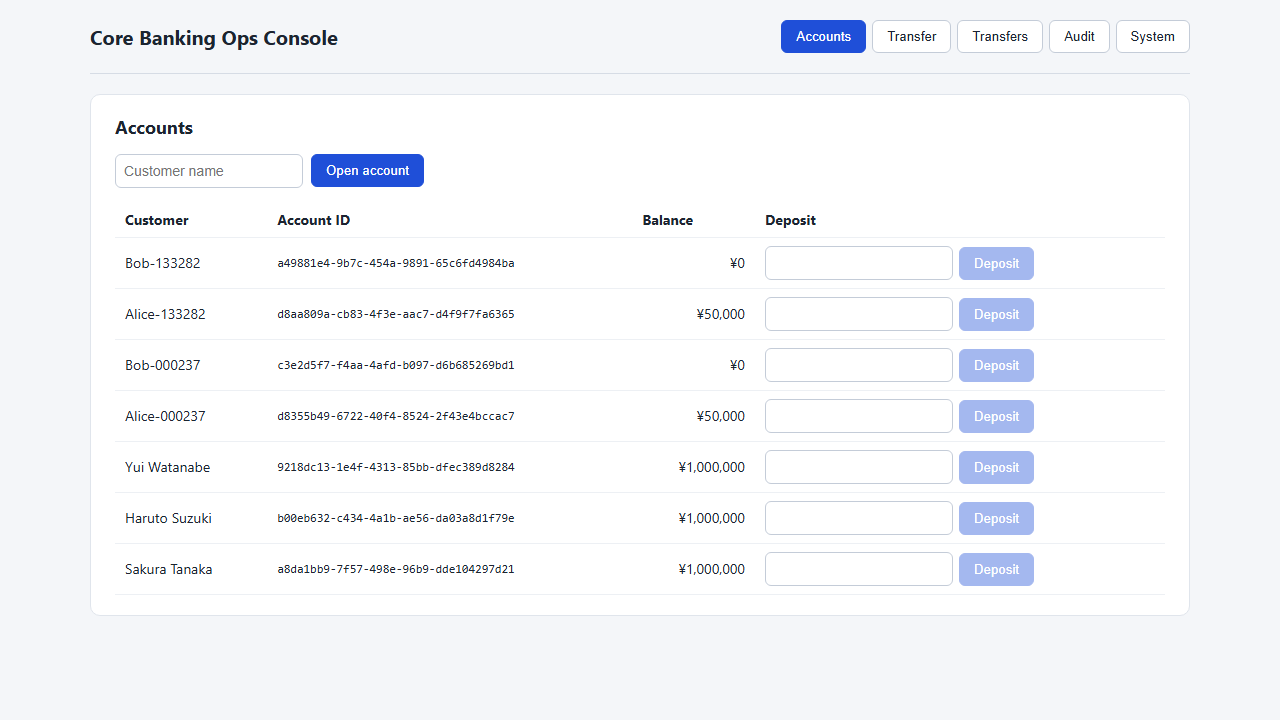 Core Banking Ops Console
Accounts Transfer Transfers Audit System
Accounts
Customer name Open account
Customer Account ID Balance Deposit
Bob-133282 a49881e4-9b7c-454a-9891-65c6fd4984ba ¥0 Deposit
Alice-133282 d8aa809a-cb83-4f3e-aac7-d4f9f7fa6365 ¥50,000 Deposit
Bob-000237 c3e2d5f7-f4aa-4afd-b097-d6b685269bd1 ¥0 Deposit
Alice-000237 d8355b49-6722-40f4-8524-2f43e4bccac7 ¥50,000 Deposit
Yui Watanabe 9218dc13-1e4f-4313-85bb-dfec389d8284 ¥1,000,000 Deposit
Haruto Suzuki b00eb632-c434-4a1b-ae56-da03a8d1f79e ¥1,000,000 Deposit
Sakura Tanaka a8da1bb9-7f57-498e-96b9-dde104297d21 ¥1,000,000 Deposit